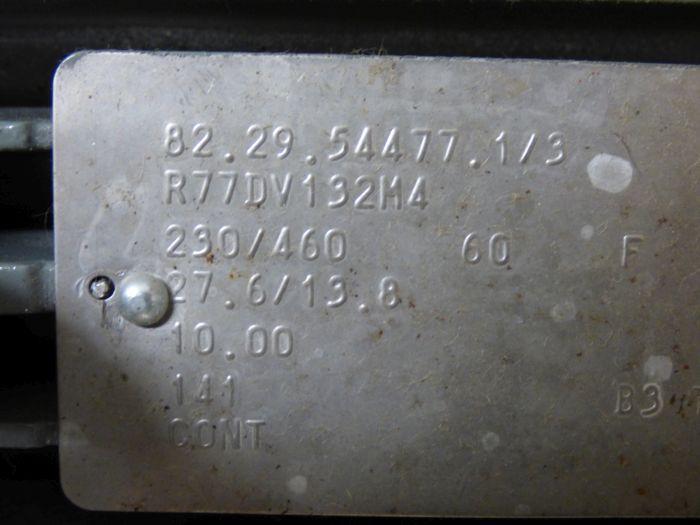 82.29.54477.1/3
R77DV132M4
230/460 60 F
27.6/13.8
10.00
141 B3
CONT